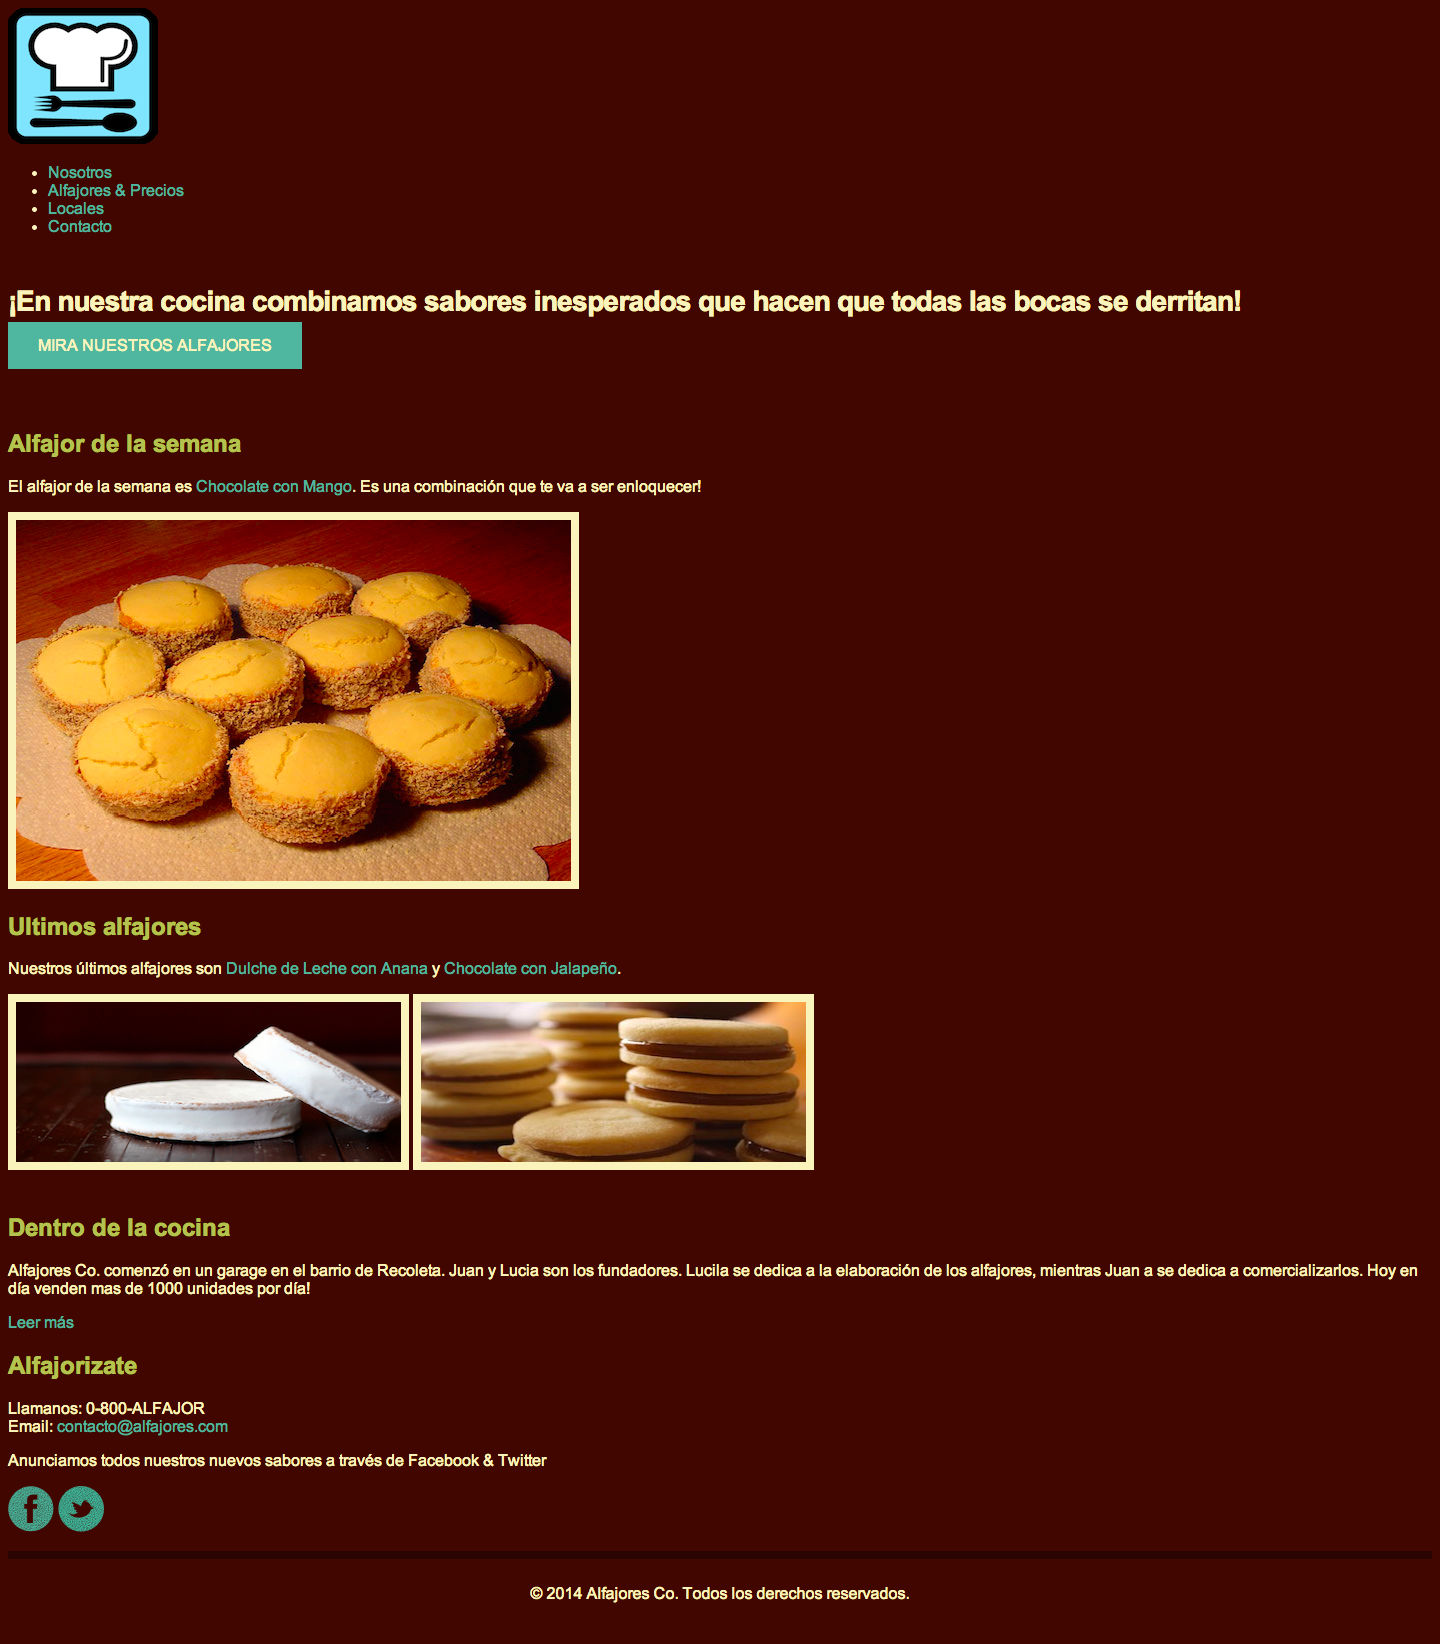 Nosotros
Alfajores & Precios
Locales
Contacto
¡En nuestra cocina combinamos sabores inesperados que hacen que todas las bocas se derritan!
MIRA NUESTROS ALFAJORES
Alfajor de la semana
El alfajor de la semana es Chocolate con Mango. Es una combinación que te va a ser enloquecer!
Ultimos alfajores
Nuestros últimos alfajores son Dulche de Leche con Anana y Chocolate con Jalapeño.
Dentro de la cocina
Alfajores Co. comenzó en un garage en el barrio de Recoleta. Juan y Lucia son los fundadores. Lucila se dedica a la elaboración de los alfajores, mientras Juan a se dedica a comercializarlos. Hoy en
día venden mas de 1000 unidades por día!
Leer más
Alfajorizate
Llamanos: 0-800-ALFAJOR
Email: contacto@alfajores.com
Anunciamos todos nuestros nuevos sabores a través de Facebook & Twitter
© 2014 Alfajores Co. Todos los derechos reservados.